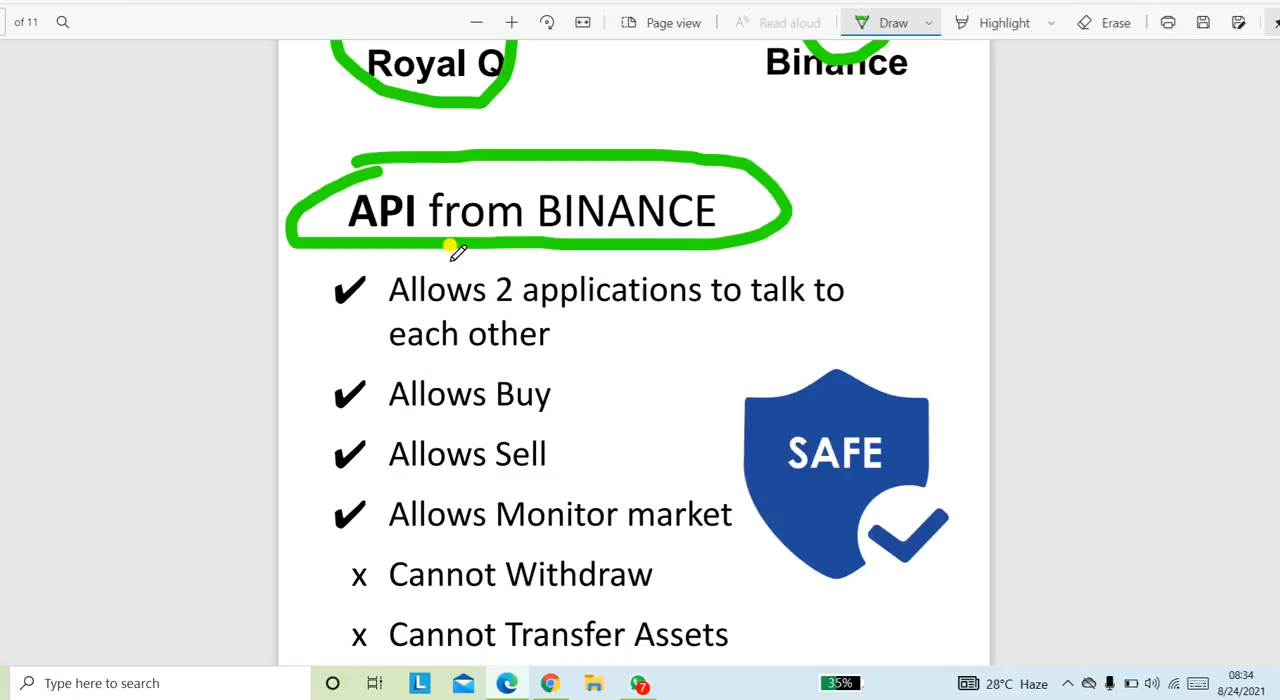 of 11
Page view
Read aloud
Draw
Highlight
Erase
Royal Q
Binance
API from BINANCE
✔ Allows 2 applications to talk to
each other
✔ Allows Buy
✔ Allows Sell
✔ Allows Monitor market
x Cannot Withdraw
x Cannot Transfer Assets
SAFE
Type here to search
L
7
35%
28°C Haze
08:34
8/24/2021